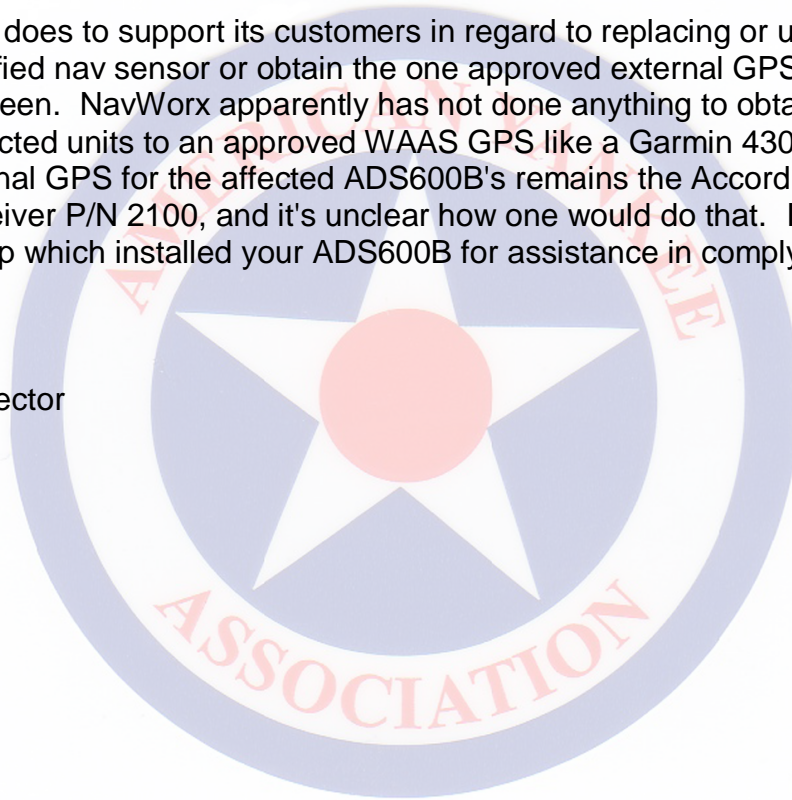 does to support its customers in regard to replacing or u
fied nav sensor or obtain the one approved external GPS
een.  NavWorx apparently has not done anything to obta
cted units to an approved WAAS GPS like a Garmin 430
nal GPS for the affected ADS600B's remains the Accord
eiver P/N 2100, and it's unclear how one would do that.
p which installed your ADS600B for assistance in comply
ector
AMERICAN YANKEE
ASSOCIATION